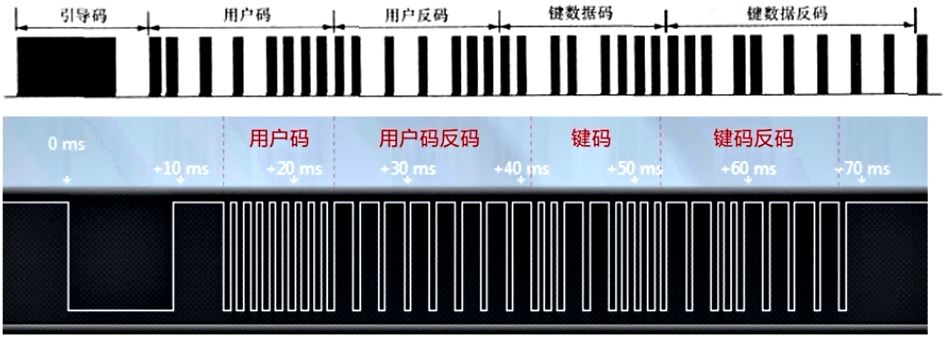 引导码 用户码 用户反码 键数据码 键数据反码
用户码 用户码反码 键码 键码反码
0 ms
+10 ms +20 ms +30 ms +40 ms +50 ms +60 ms +70 ms